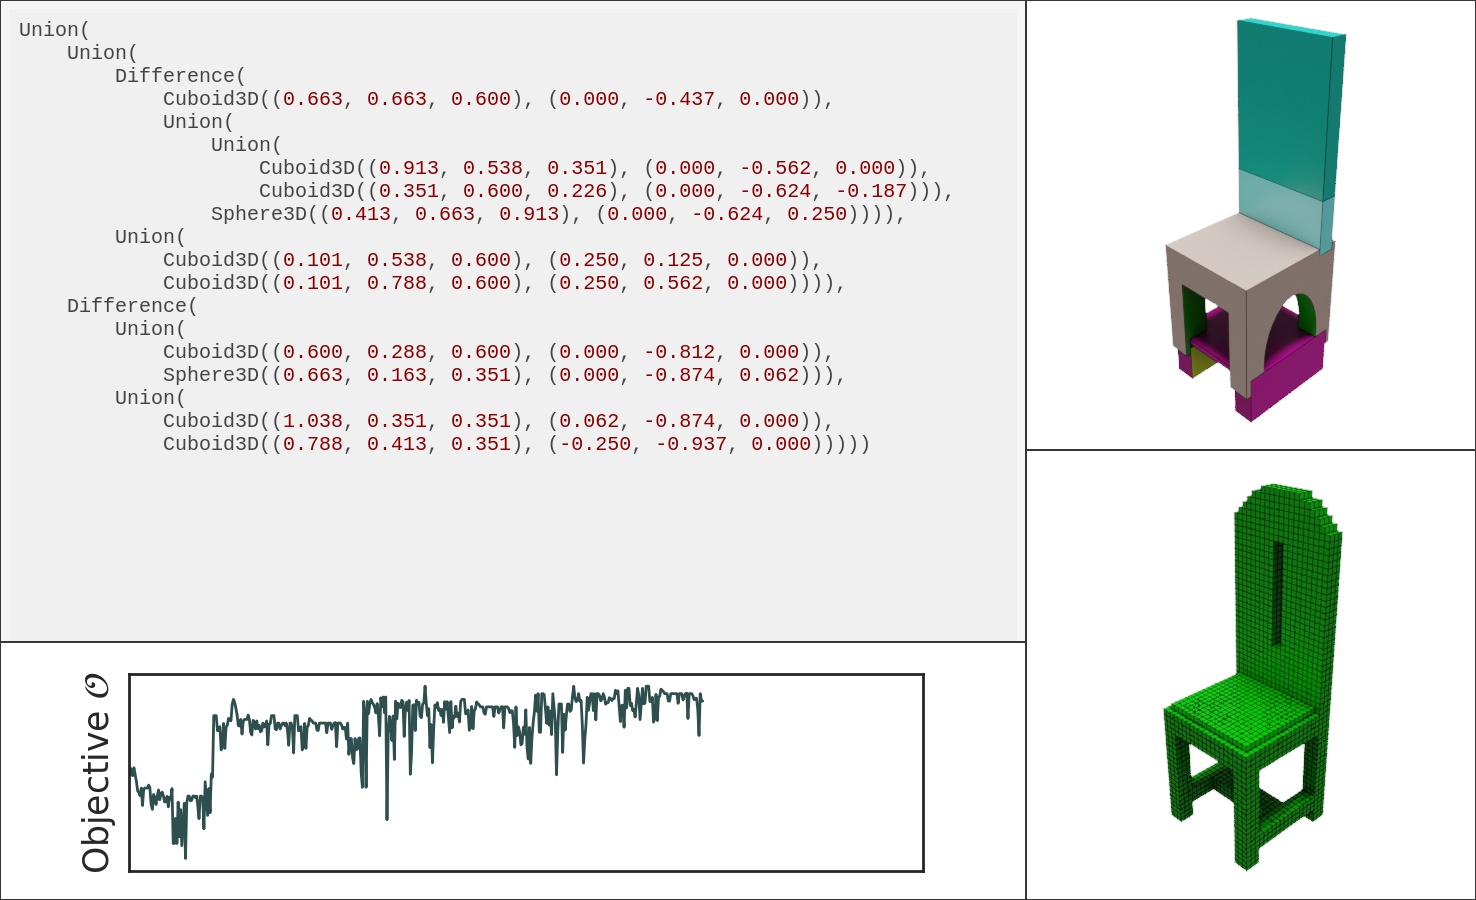 Union(
    Union(
        Difference(
            Cuboid3D((0.663, 0.663, 0.600), (0.000, -0.437, 0.000)),
            Union(
                Union(
                    Cuboid3D((0.913, 0.538, 0.351), (0.000, -0.562, 0.000)),
                    Cuboid3D((0.351, 0.600, 0.226), (0.000, -0.624, -0.187))),
                Sphere3D((0.413, 0.663, 0.913), (0.000, -0.624, 0.250)))),
        Union(
            Cuboid3D((0.101, 0.538, 0.600), (0.250, 0.125, 0.000)),
            Cuboid3D((0.101, 0.788, 0.600), (0.250, 0.562, 0.000)))),
    Difference(
        Union(
            Cuboid3D((0.600, 0.288, 0.600), (0.000, -0.812, 0.000)),
            Sphere3D((0.663, 0.163, 0.351), (0.000, -0.874, 0.062))),
        Union(
            Cuboid3D((1.038, 0.351, 0.351), (0.062, -0.874, 0.000)),
            Cuboid3D((0.788, 0.413, 0.351), (-0.250, -0.937, 0.000)))))
Objective 𝒪